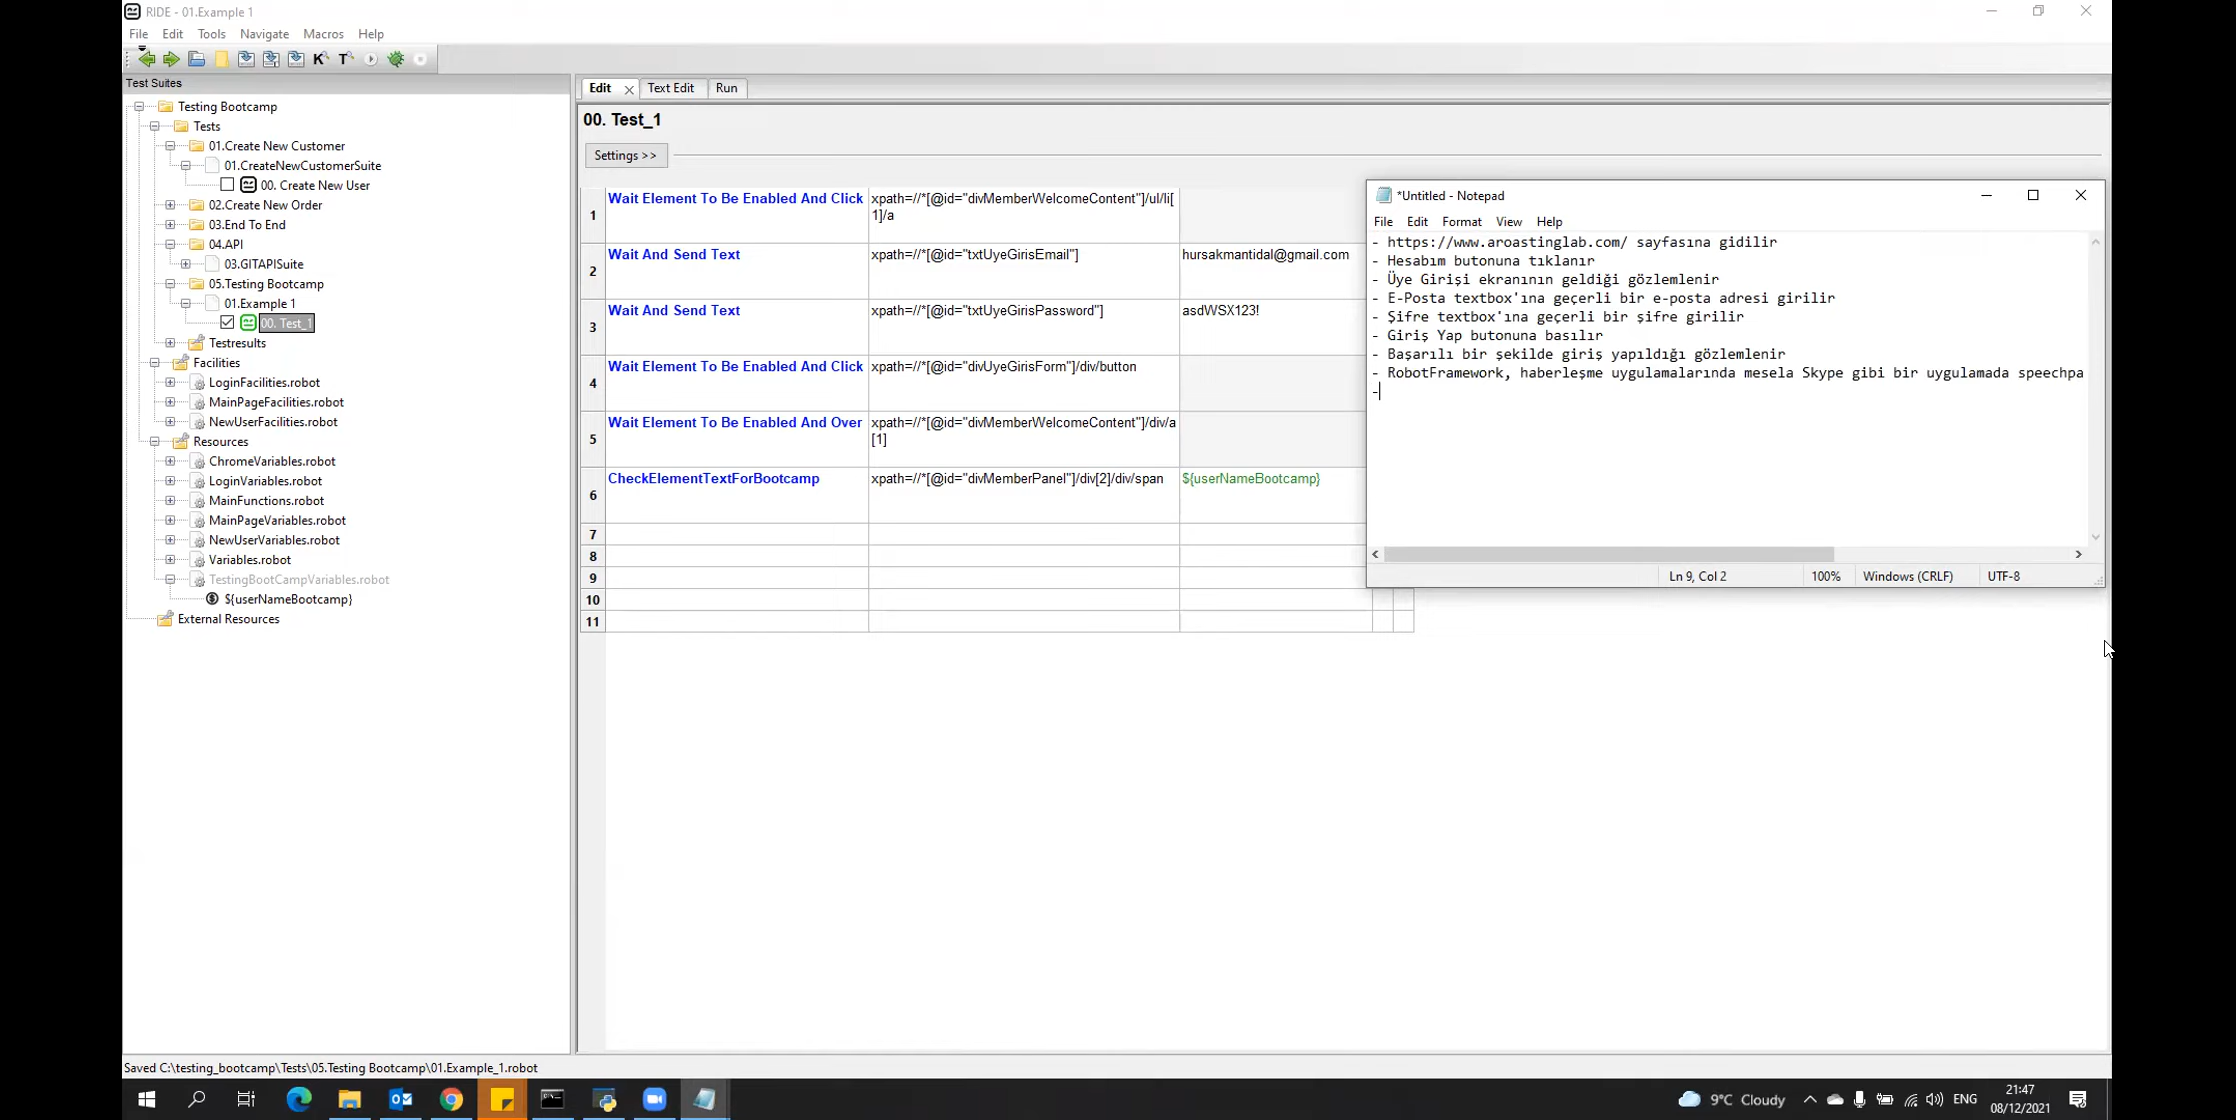 RIDE - 01.Example 1
File Edit Tools Navigate Macros Help
Test Suites
Testing Bootcamp
Tests
01.Create New Customer
01.CreateNewCustomerSuite
00. Create New User
02.Create New Order
03.End To End
04.API
03.GITAPISuite
05.Testing Bootcamp
01.Example 1
00. Test_1
Testresults
Facilities
LoginFacilities.robot
MainPageFacilities.robot
NewUserFacilities.robot
Resources
ChromeVariables.robot
LoginVariables.robot
MainFunctions.robot
MainPageVariables.robot
NewUserVariables.robot
Variables.robot
TestingBootCampVariables.robot
${userNameBootcamp}
External Resources
Edit Text Edit Run
00. Test_1
Settings >>
1 Wait Element To Be Enabled And Click xpath=//*[@id="divMemberWelcomeContent"]/ul/li[
1]/a
2 Wait And Send Text xpath=//*[@id="txtUyeGirisEmail"] hursakmantidal@gmail.com
3 Wait And Send Text xpath=//*[@id="txtUyeGirisPassword"] asdWSX123!
4 Wait Element To Be Enabled And Click xpath=//*[@id="divUyeGirisForm"]/div/button
5 Wait Element To Be Enabled And Over xpath=//*[@id="divMemberWelcomeContent"]/div/a
[1]
6 CheckElementTextForBootcamp xpath=//*[@id="divMemberPanel"]/div[2]/div/span ${userNameBootcamp}
7
8
9
10
11
*Untitled - Notepad
File Edit Format View Help
- https://www.aroastinglab.com/ sayfasına gidilir
- Hesabım butonuna tıklanır
- Üye Girişi ekranının geldiği gözlemlenir
- E-Posta textbox'ına geçerli bir e-posta adresi girilir
- Şifre textbox'ına geçerli bir şifre girilir
- Giriş Yap butonuna basılır
- Başarılı bir şekilde giriş yapıldığı gözlemlenir
- RobotFramework, haberleşme uygulamalarında mesela Skype gibi bir uygulamada speechpa
-
Ln 9, Col 2 100% Windows (CRLF) UTF-8
Saved C:\testing_bootcamp\Tests\05.Testing Bootcamp\01.Example_1.robot
9°C Cloudy ENG 21:47
08/12/2021